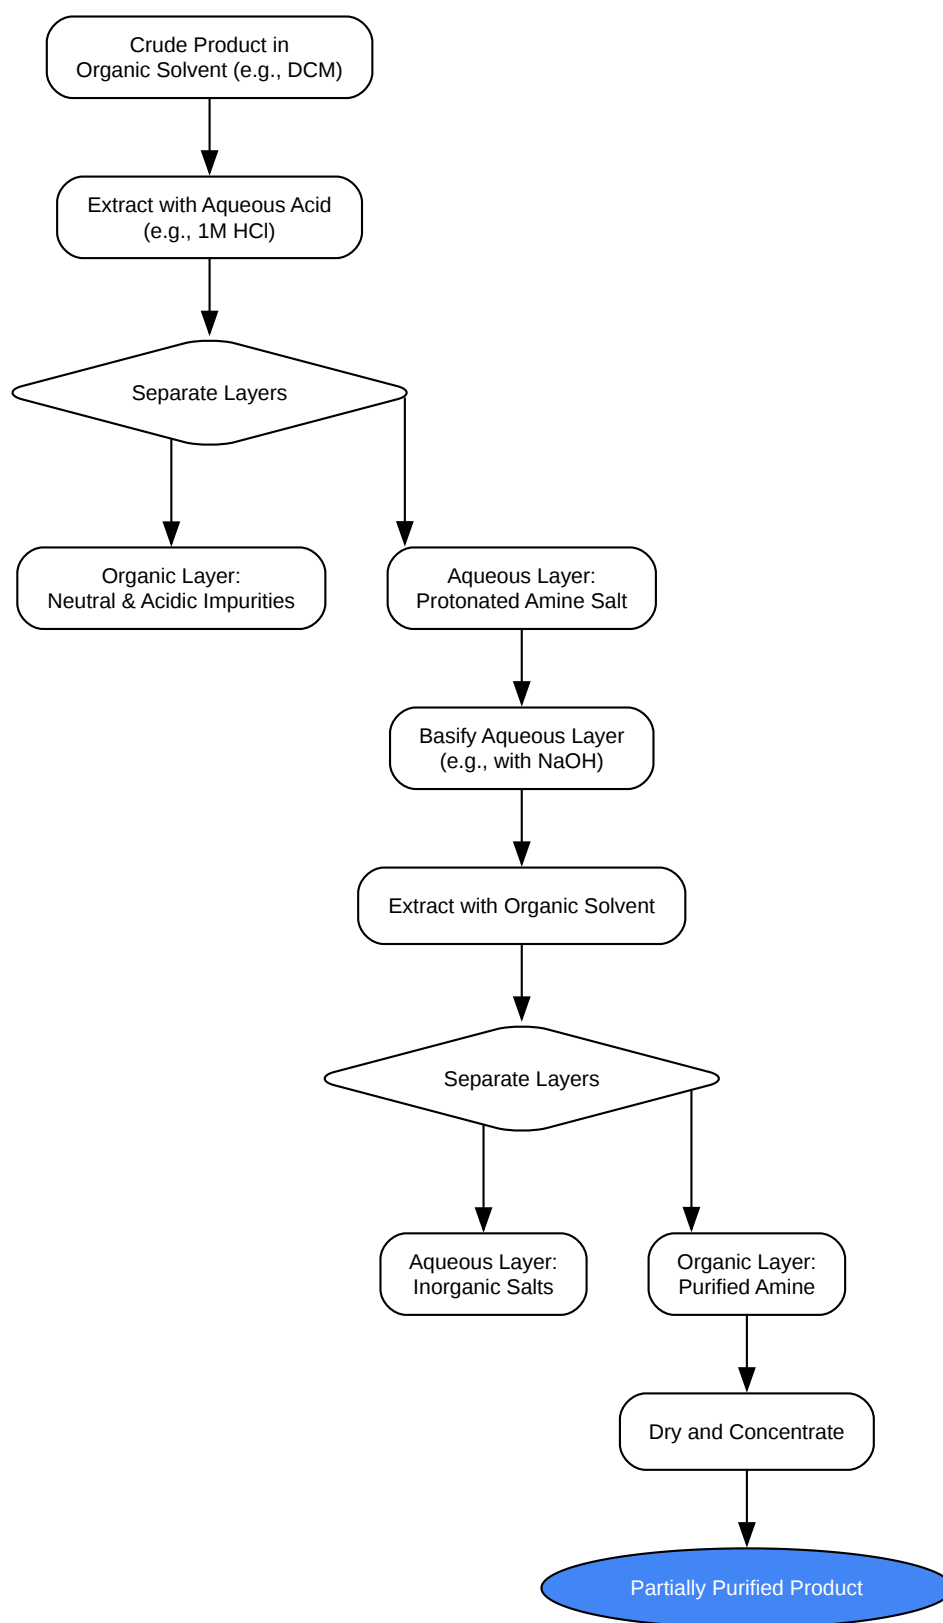 Crude Product in
Organic Solvent (e.g., DCM)
Extract with Aqueous Acid
(e.g., 1M HCl)
Separate Layers
Organic Layer:
Neutral & Acidic Impurities
Aqueous Layer:
Protonated Amine Salt
Basify Aqueous Layer
(e.g., with NaOH)
Extract with Organic Solvent
Separate Layers
Aqueous Layer:
Inorganic Salts
Organic Layer:
Purified Amine
Dry and Concentrate
Partially Purified Product